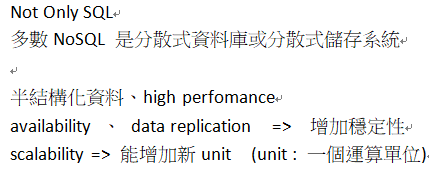 Not Only SQL
多數 NoSQL 是分散式資料庫或分散式儲存系統
半結構化資料、high perfomance
availability 、 data replication => 增加穩定性
scalability => 能增加新 unit (unit : 一個運算單位)